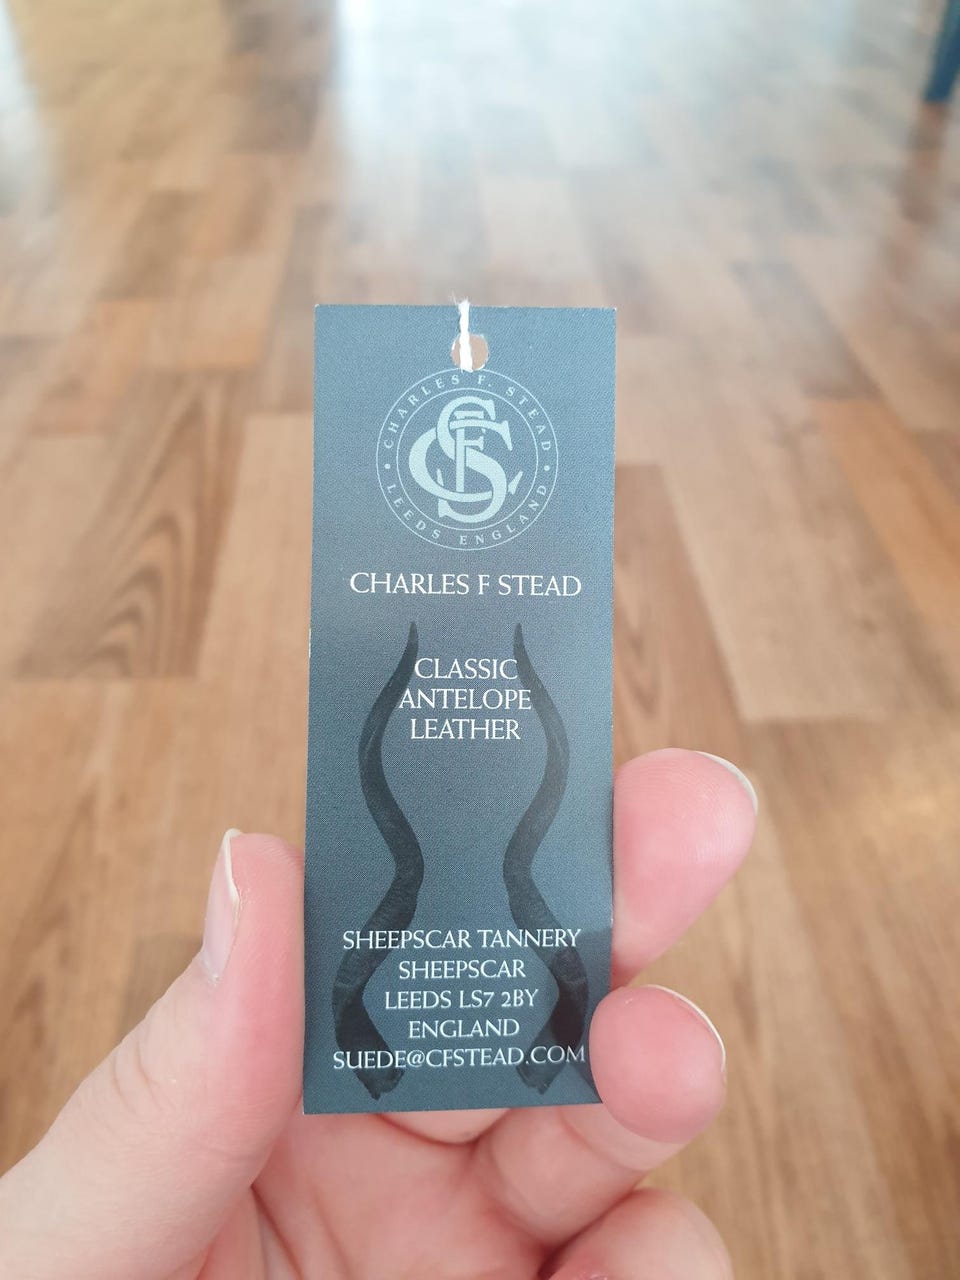 CHARLES F. STEAD
• LEEDS ENGLAND •
CFS
CHARLES F STEAD
CLASSIC
ANTELOPE
LEATHER
SHEEPSCAR TANNERY
SHEEPSCAR
LEEDS LS7 2BY
ENGLAND
SUEDE@CFSTEAD.COM